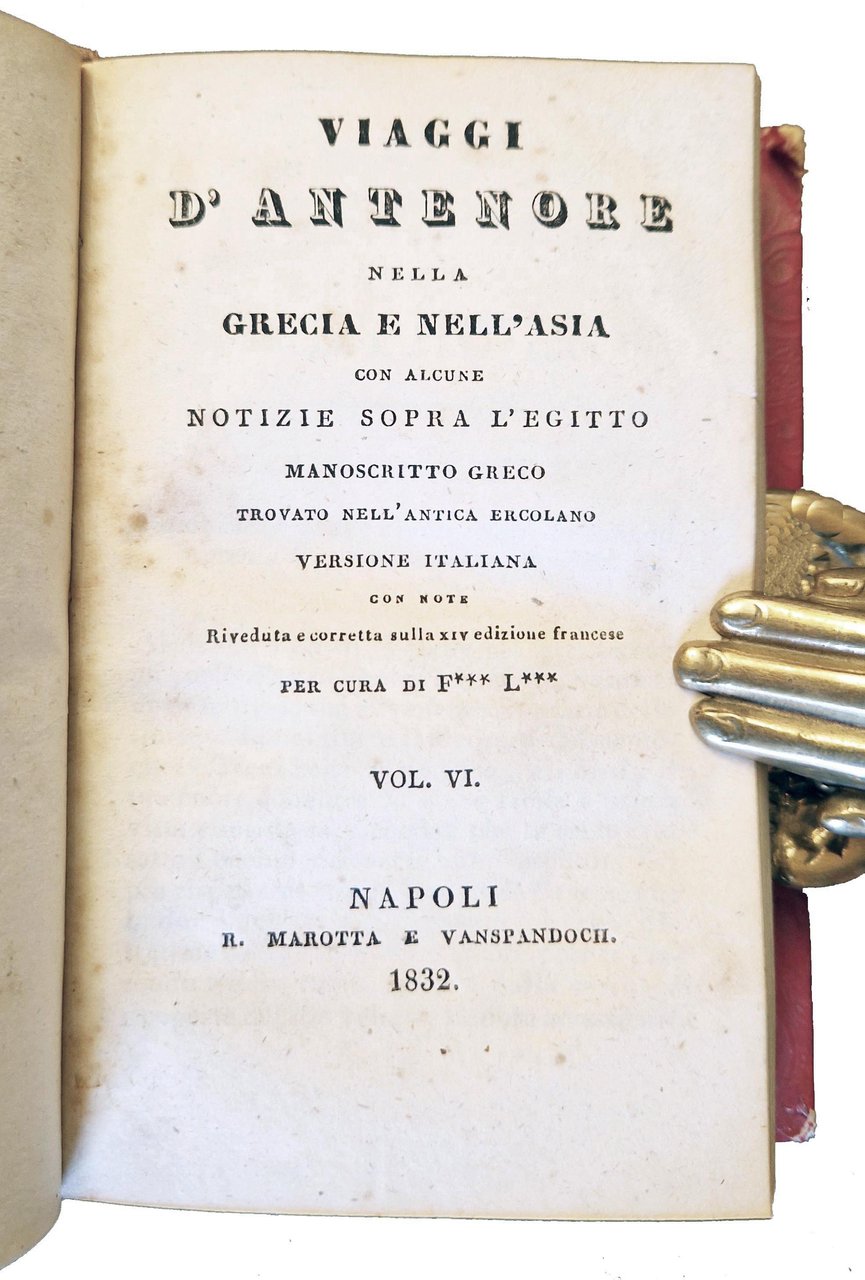 VIAGGI
D' ANTENORE
NELLA
GRECIA E NELL'ASIA
CON ALCUNE
NOTIZIE SOPRA L'EGITTO
MANOSCRITTO GRECO
TROVATO NELL'ANTICA ERCOLANO
VERSIONE ITALIANA
CON NOTE
Riveduta e corretta sulla XIV edizione francese
PER CURA DI F*** L***
VOL. VI.
NAPOLI
R. MAROTTA E VANSPANDOCH.
1832.